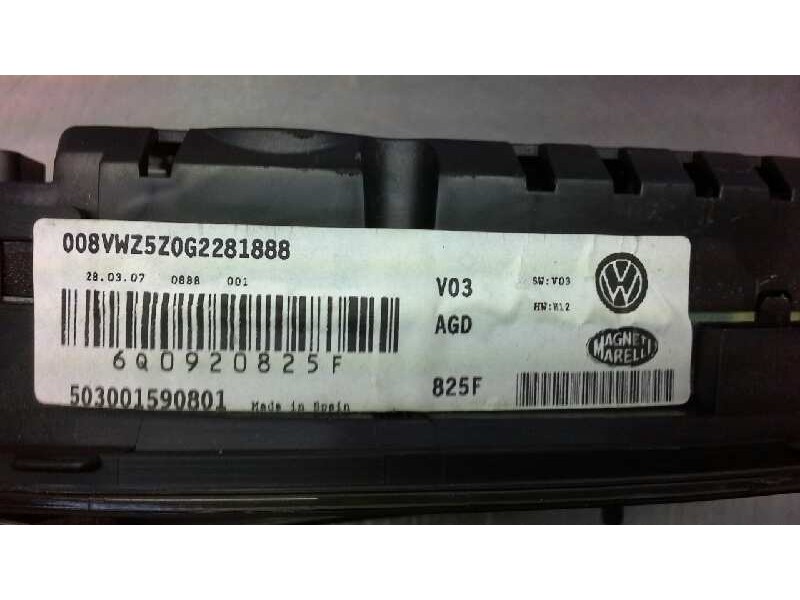 008VWZ5Z0G2281888
28.03.07 0888 001
6Q0920825F
503001590801 Made in Spain
V03
AGD
825F
SW:V03
HW:H12
VW
MAGNETI
MARELLI